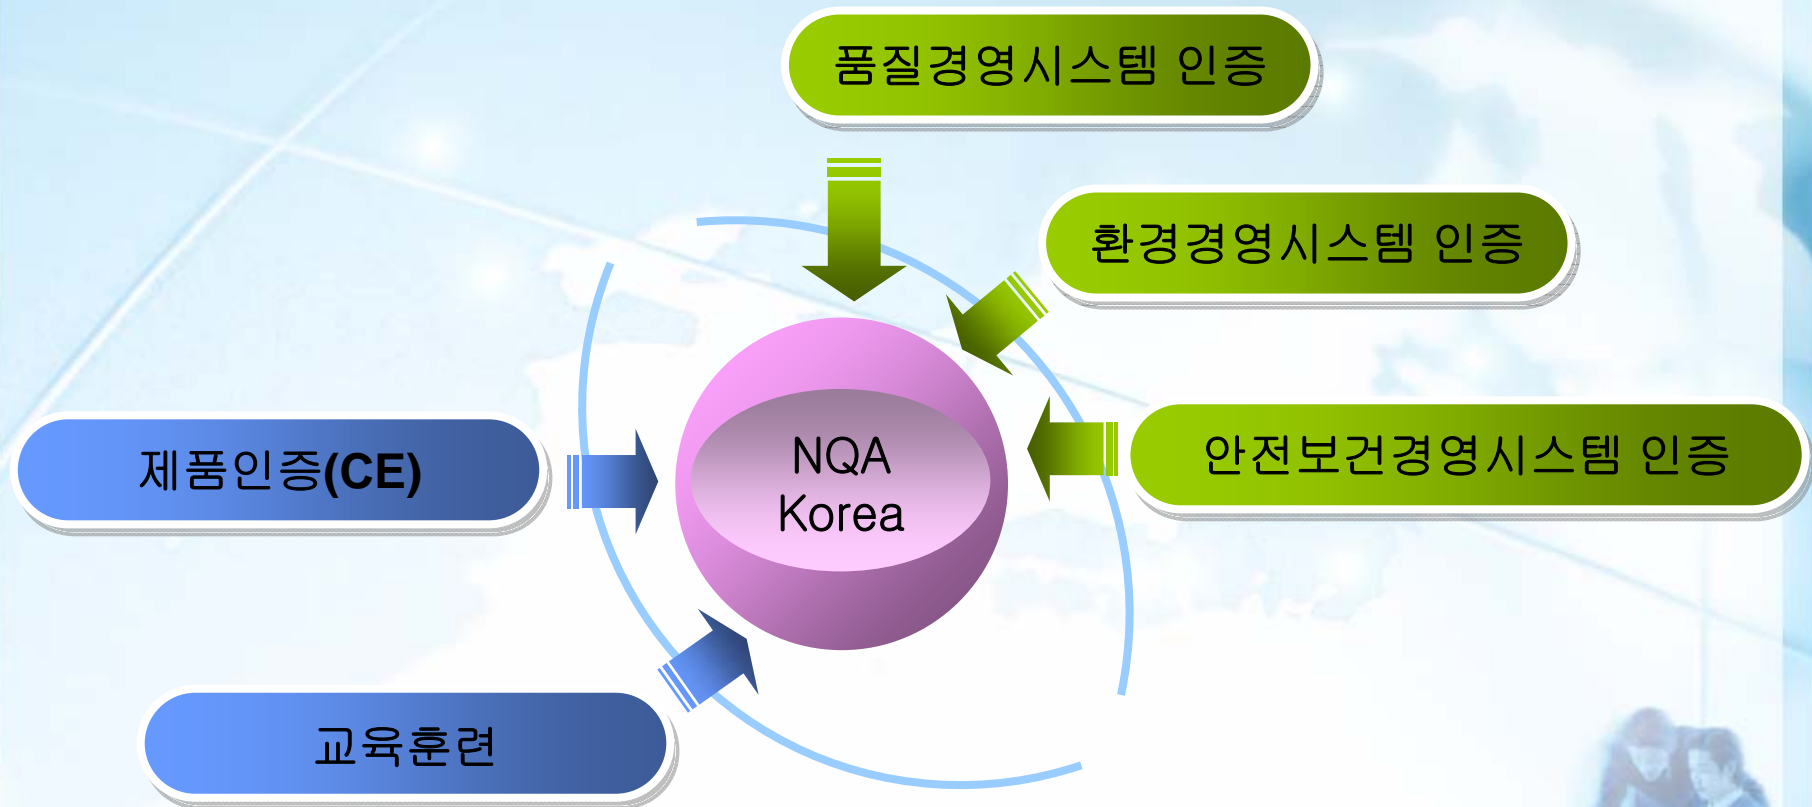 품질경영시스템 인증
환경경영시스템 인증
안전보건경영시스템 인증
제품인증(CE)
NQA
Korea
교육훈련